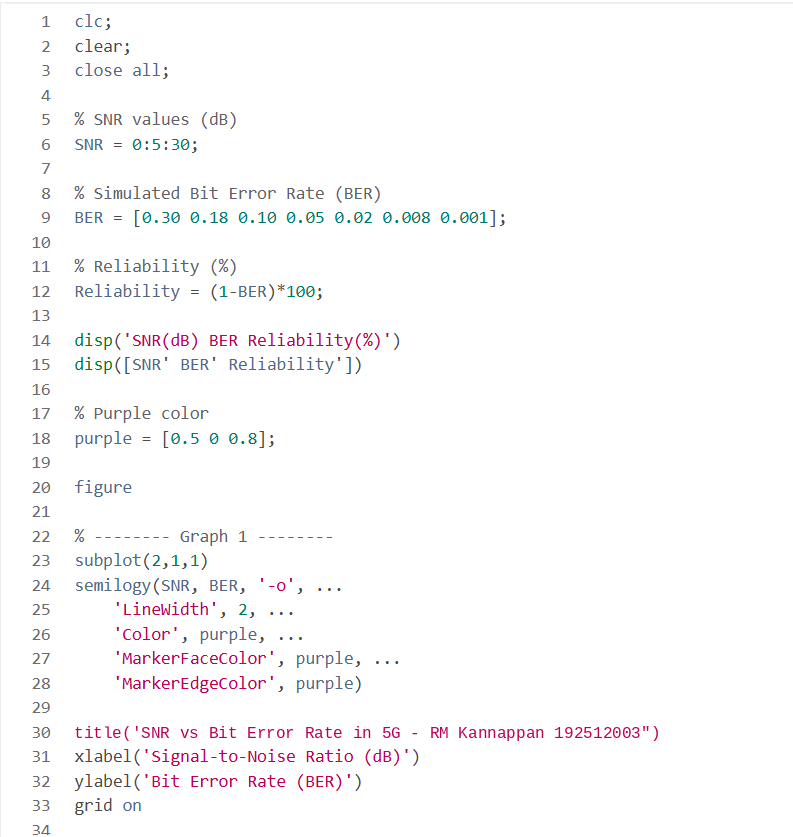 1 clc;
2 clear;
3 close all;
4
5 % SNR values (dB)
6 SNR = 0:5:30;
7
8 % Simulated Bit Error Rate (BER)
9 BER = [0.30 0.18 0.10 0.05 0.02 0.008 0.001];
10
11 % Reliability (%)
12 Reliability = (1-BER)*100;
13
14 disp('SNR(dB) BER Reliability(%)')
15 disp([SNR' BER' Reliability'])
16
17 % Purple color
18 purple = [0.5 0 0.8];
19
20 figure
21
22 % -------- Graph 1 --------
23 subplot(2,1,1)
24 semilogy(SNR, BER, '-o', ...
25 'LineWidth', 2, ...
26 'Color', purple, ...
27 'MarkerFaceColor', purple, ...
28 'MarkerEdgeColor', purple)
29
30 title('SNR vs Bit Error Rate in 5G - RM Kannappan 192512003")
31 xlabel('Signal-to-Noise Ratio (dB)')
32 ylabel('Bit Error Rate (BER)')
33 grid on
34